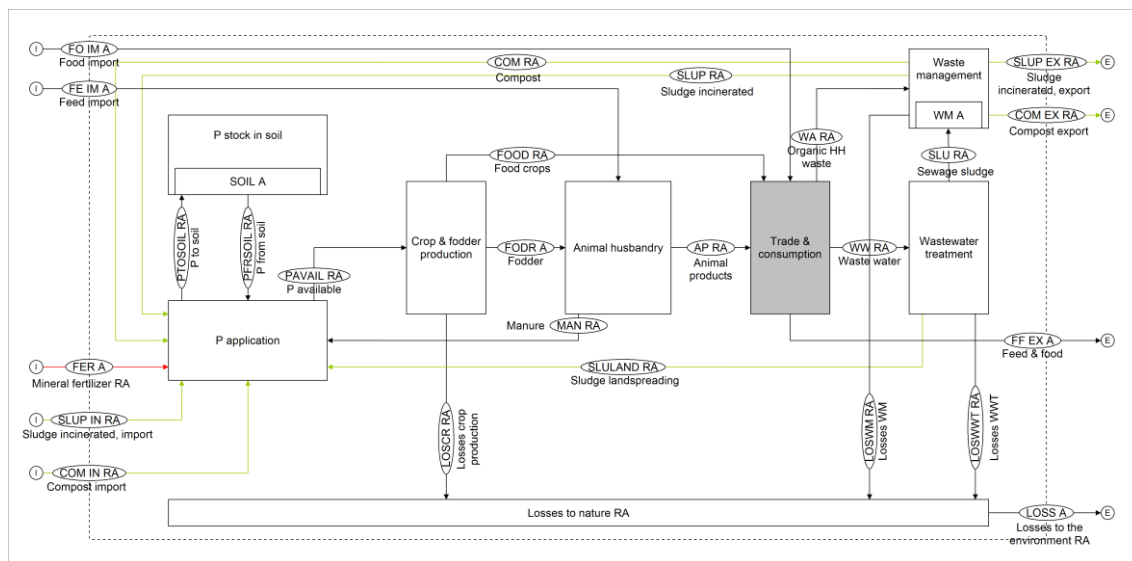 I
FO IM A
Food import
COM RA
Compost
SLUP RA
Sludge incinerated
Waste
management
SLUP EX RA
Sludge
incinerated, export
E
I
FE IM A
Feed import
WM A
COM EX RA
Compost export
E
P stock in soil
SOIL A
FOOD RA
Food crops
WA RA
Organic HH
waste
SLU RA
Sewage sludge
PTOSOIL RA
P to soil
PFRSOIL RA
P from soil
PAVAIL RA
P available
Crop & fodder
production
FODR A
Fodder
Animal husbandry
AP RA
Animal
products
Trade &
consumption
WW RA
Waste water
Wastewater
treatment
P application
Manure
MAN RA
FF EX A
Feed & food
E
I
FER A
Mineral fertilizer RA
SLULAND RA
Sludge landspreading
I
SLUP IN RA
Sludge incinerated, import
LOSCR RA
Losses crop
production
LOSWM RA
Losses WM
LOSWWT RA
Losses WWT
I
COM IN RA
Compost import
Losses to nature RA
LOSS A
Losses to the
environment RA
E